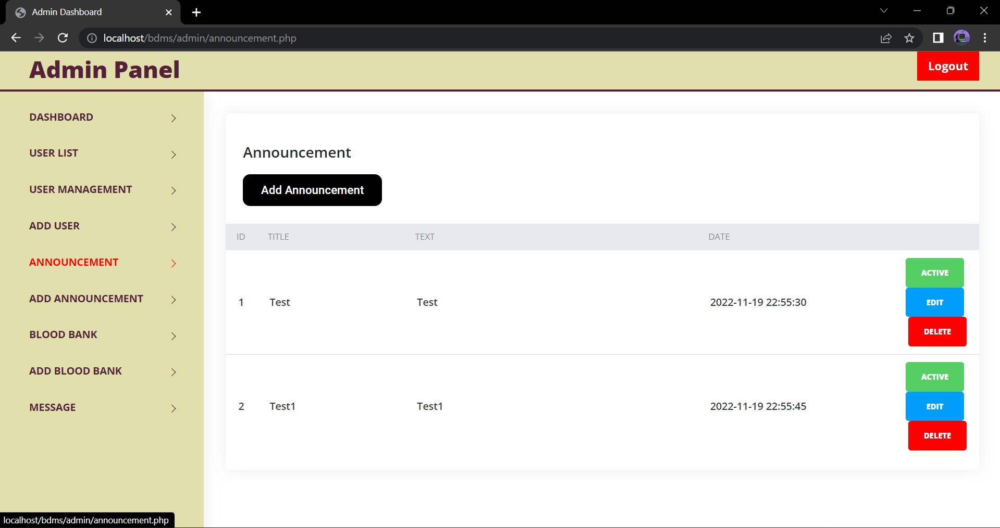 Admin Dashboard
localhost/bdms/admin/announcement.php
Admin Panel
Logout
DASHBOARD
USER LIST
USER MANAGEMENT
ADD USER
ANNOUNCEMENT
ADD ANNOUNCEMENT
BLOOD BANK
ADD BLOOD BANK
MESSAGE
Announcement
Add Announcement
ID TITLE TEXT DATE
1 Test Test 2022-11-19 22:55:30
ACTIVE
EDIT
DELETE
2 Test1 Test1 2022-11-19 22:55:45
ACTIVE
EDIT
DELETE
localhost/bdms/admin/announcement.php